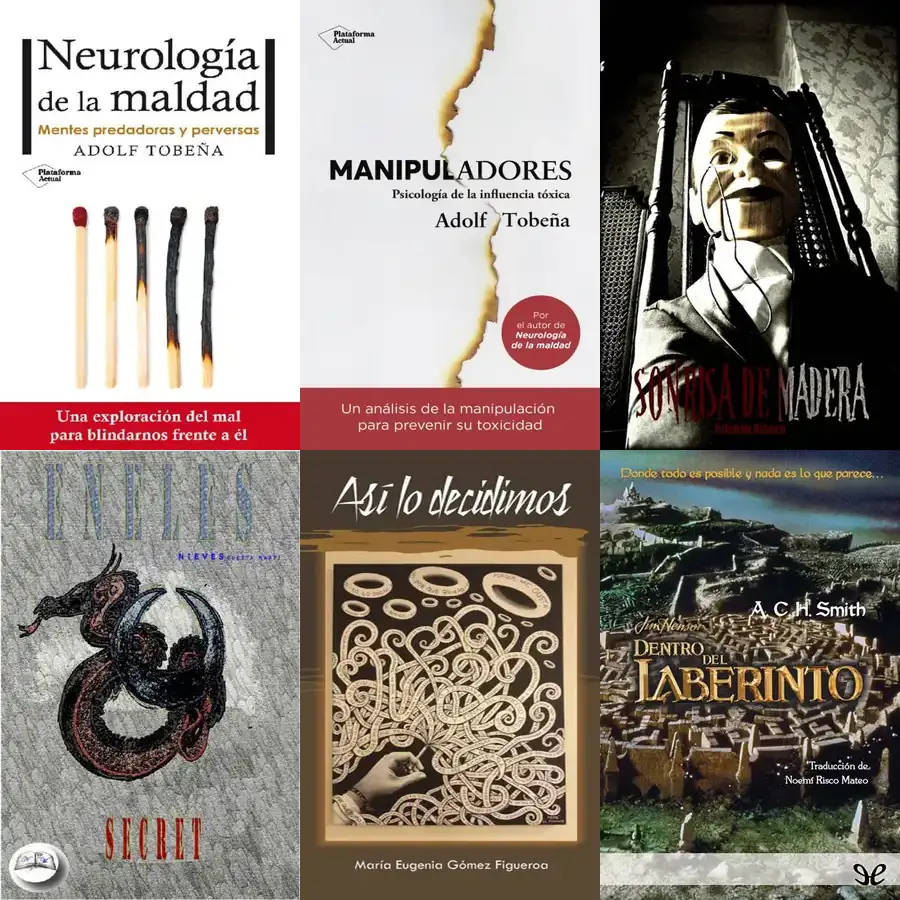 Neurología
de la maldad
Mentes predadoras y perversas
ADOLF TOBEÑA
Plataforma
Actual
Una exploración del mal
para blindarnos frente a él
Plataforma
Actual
MANIPULADORES
Psicología de la influencia tóxica
Adolf Tobeña
Por
el autor de
Neurología
de la maldad
Un análisis de la manipulación
para prevenir su toxicidad
SONRISA DE MADERA
NIEVES
SECRET
Así lo decidimos
María Eugenia Gómez Figueroa
Donde todo es posible y nada es lo que parece...
A. C. H. Smith
Jim Henson
DENTRO
DEL
LABERINTO
Traducción de
Noemí Risco Mateo